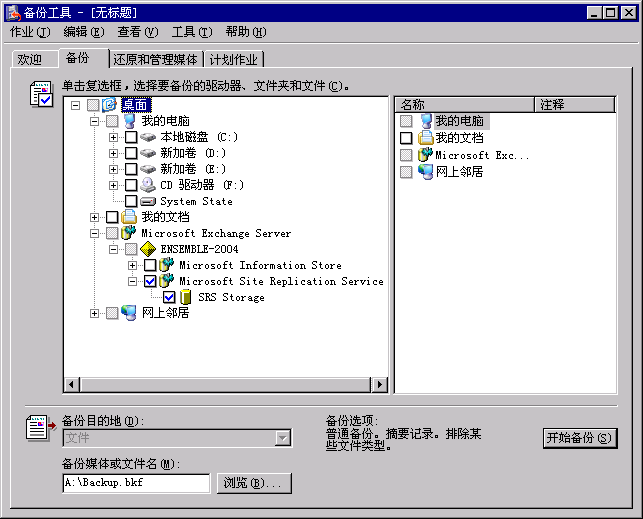 备份工具 - [无标题]
作业(J) 编辑(E) 查看(V) 工具(T) 帮助(H)
欢迎 备份 还原和管理媒体 计划作业
单击复选框，选择要备份的驱动器、文件夹和文件(C)。
桌面
我的电脑
本地磁盘 (C:)
新加卷 (D:)
新加卷 (E:)
CD 驱动器 (F:)
System State
我的文档
Microsoft Exchange Server
ENSEMBLE-2004
Microsoft Information Store
Microsoft Site Replication Service
SRS Storage
网上邻居
名称 注释
我的电脑
我的文档
Microsoft Exc...
网上邻居
备份目的地(D):
文件
备份媒体或文件名(M):
A:\Backup.bkf
浏览(B)...
备份选项:
普通备份。摘要记录。排除某
些文件类型。
开始备份(S)